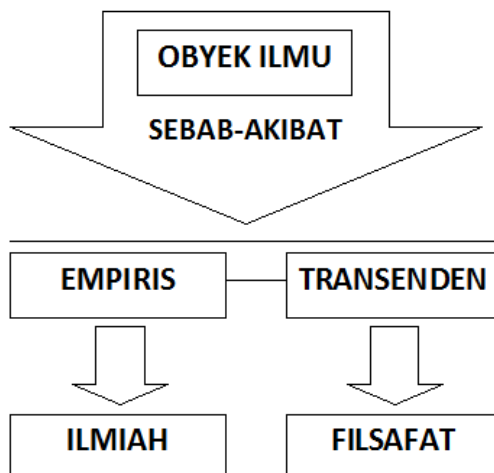 OBYEK ILMU
SEBAB-AKIBAT
EMPIRIS
TRANSENDEN
ILMIAH
FILSAFAT